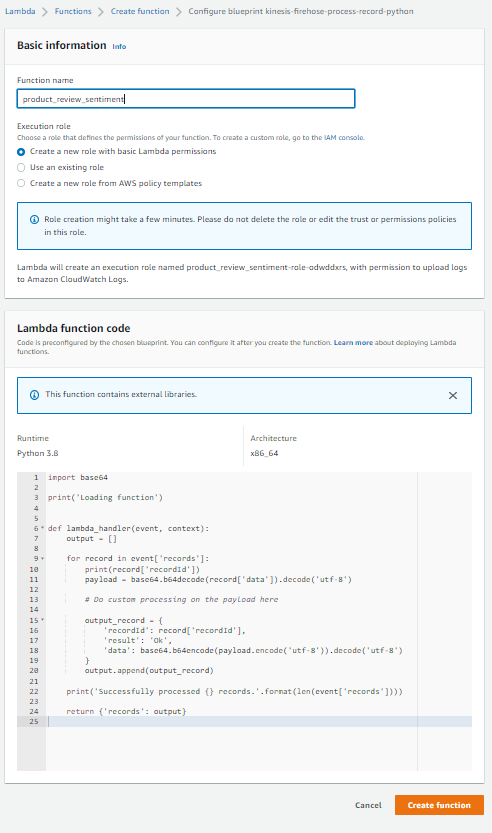 Lambda > Functions > Create function > Configure blueprint kinesis-firehose-process-record-python
Basic information Info
Function name
product_review_sentiment
Execution role
Choose a role that defines the permissions of your function. To create a custom role, go to the IAM console.
Create a new role with basic Lambda permissions
Use an existing role
Create a new role from AWS policy templates
Role creation might take a few minutes. Please do not delete the role or edit the trust or permissions policies
in this role.
Lambda will create an execution role named product_review_sentiment-role-odwddxrs, with permission to upload logs
to Amazon CloudWatch Logs.
Lambda function code
Code is preconfigured by the chosen blueprint. You can configure it after you create the function. Learn more about deploying Lambda
functions.
This function contains external libraries.
Runtime Architecture
Python 3.8 x86_64
1 import base64
2
3 print('Loading function')
4
5
6 def lambda_handler(event, context):
7     output = []
8
9     for record in event['records']:
10         print(record['recordId'])
11         payload = base64.b64decode(record['data']).decode('utf-8')
12
13         # Do custom processing on the payload here
14
15         output_record = {
16             'recordId': record['recordId'],
17             'result': 'Ok',
18             'data': base64.b64encode(payload.encode('utf-8')).decode('utf-8')
19         }
20         output.append(output_record)
21
22     print('Successfully processed {} records.'.format(len(event['records'])))
23
24     return {'records': output}
25
Cancel Create function